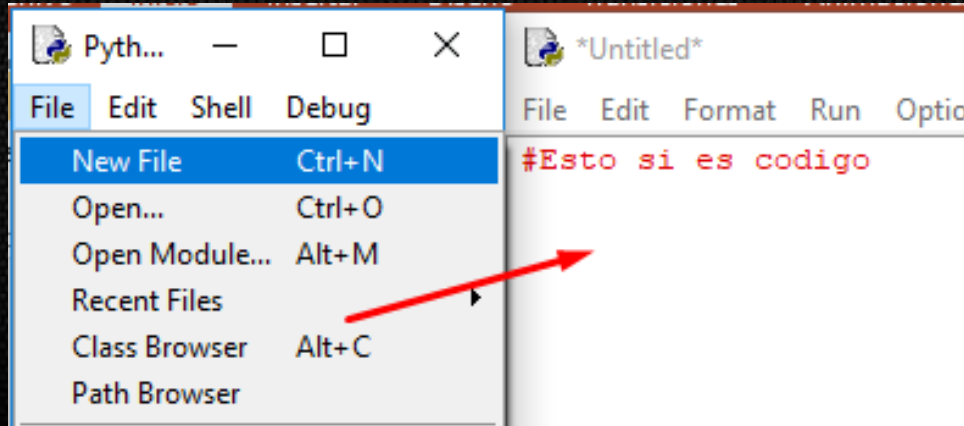 Pyth...
File Edit Shell Debug
New File Ctrl+N
Open... Ctrl+O
Open Module... Alt+M
Recent Files
Class Browser Alt+C
Path Browser
*Untitled*
File Edit Format Run Optio
#Esto si es codigo